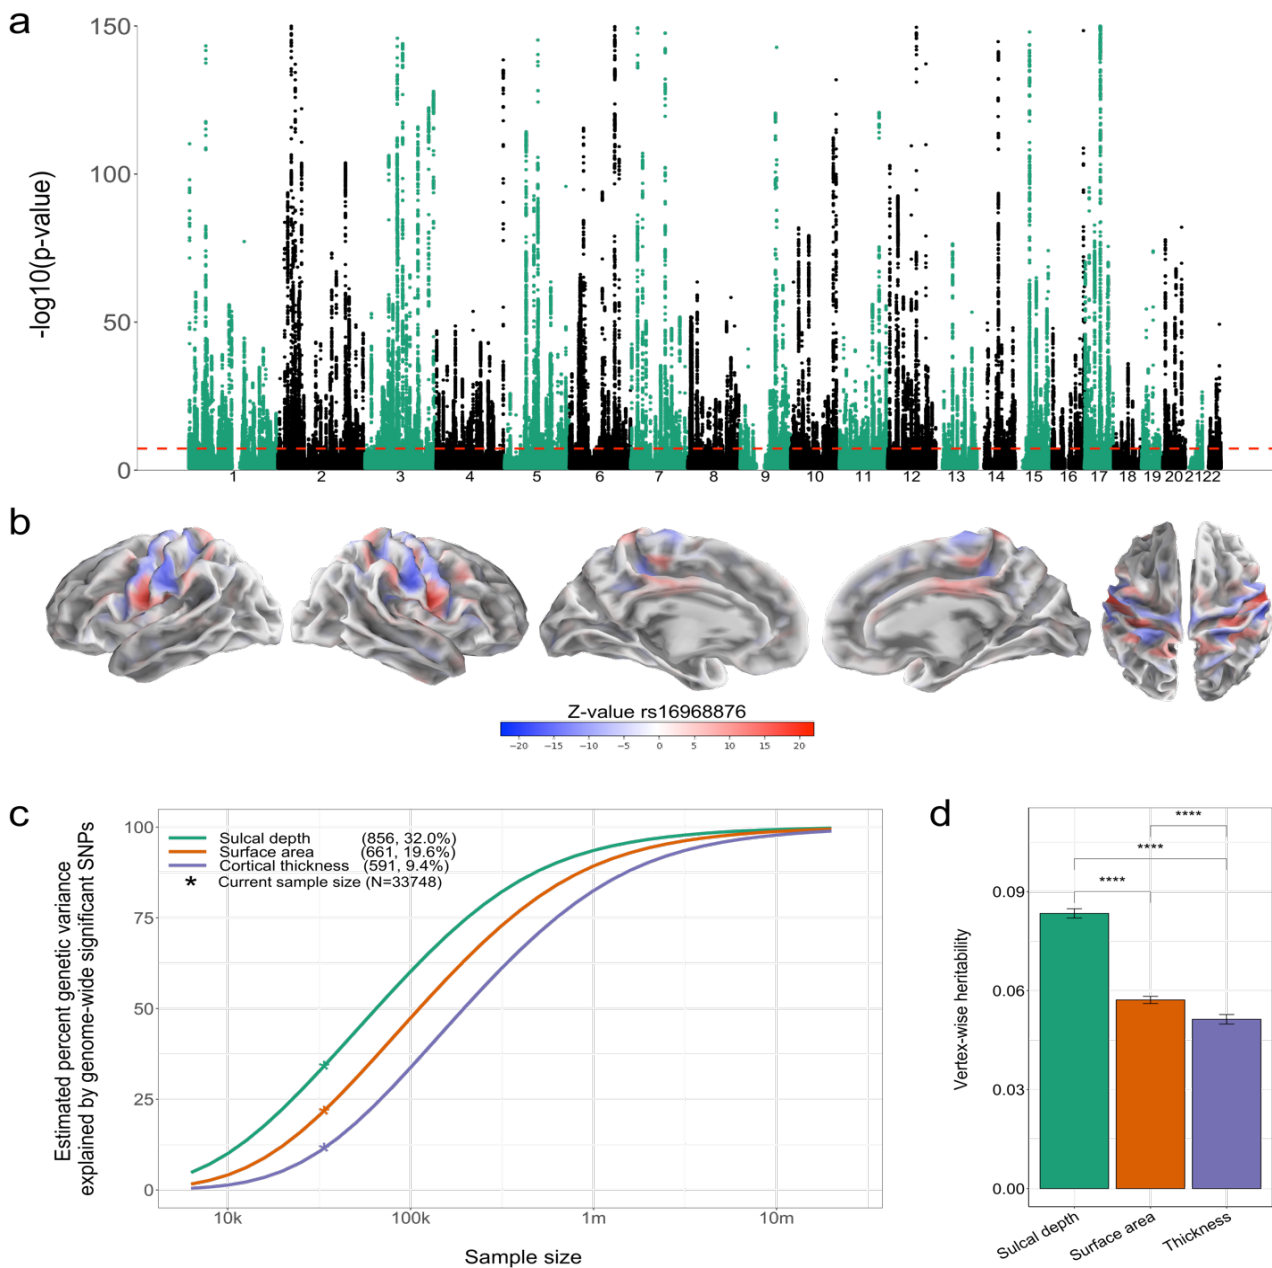 a
-log10(p-value)
150
100
50
0
1 2 3 4 5 6 7 8 9 10 11 12 13 14 15 16 17 18 19 20 2122
b
Z-value rs16968876
−20 −15 −10 −5 0 5 10 15 20
c
Estimated percent genetic variance
explained by genome-wide significant SNPs
100
75
50
25
0
Sulcal depth (856, 32.0%)
Surface area (661, 19.6%)
Cortical thickness (591, 9.4%)
* Current sample size (N=33748)
10k 100k 1m 10m
Sample size
d
Vertex-wise heritability
0.09
0.06
0.03
0.00
****
****
****
Sulcal depth
Surface area
Thickness